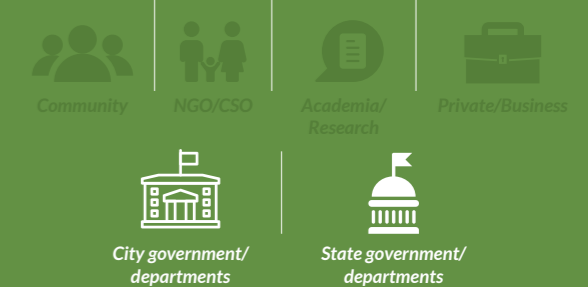 Community
NGO/CSO
Academia/
Research
Private/Business
City government/
departments
State government/
departments